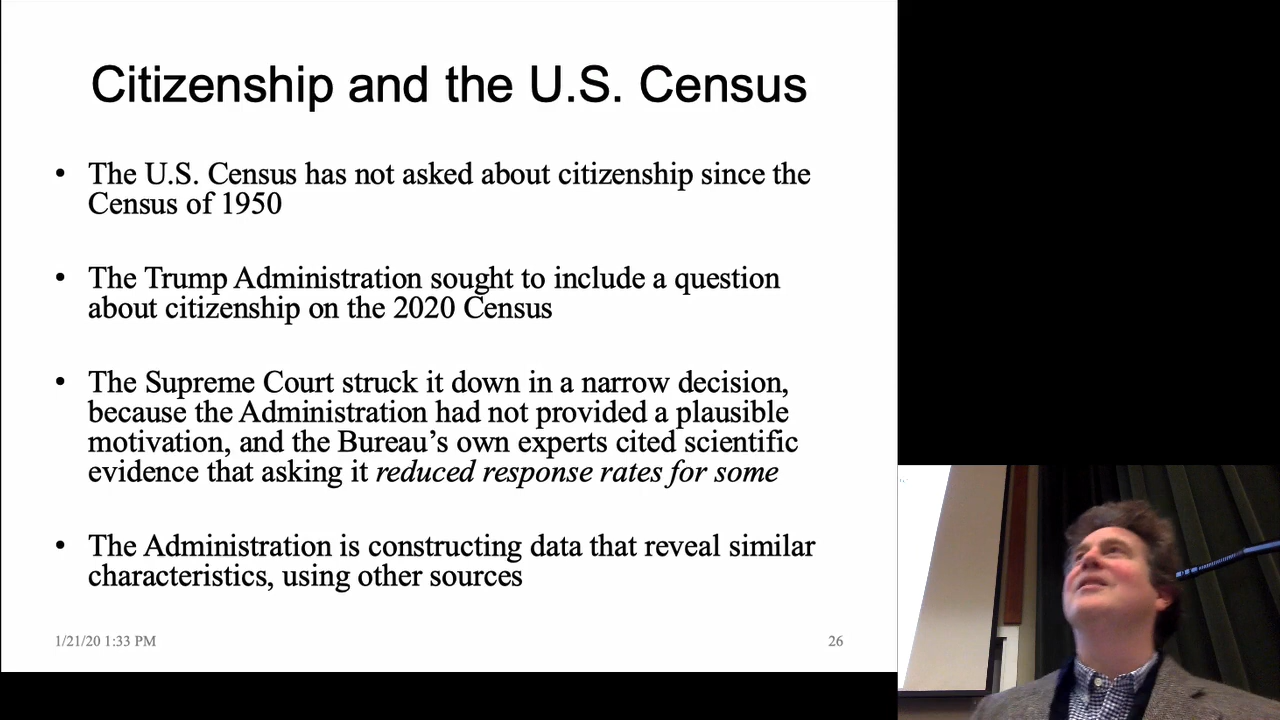 Citizenship and the U.S. Census
• The U.S. Census has not asked about citizenship since the
Census of 1950
• The Trump Administration sought to include a question
about citizenship on the 2020 Census
• The Supreme Court struck it down in a narrow decision,
because the Administration had not provided a plausible
motivation, and the Bureau’s own experts cited scientific
evidence that asking it reduced response rates for some
• The Administration is constructing data that reveal similar
characteristics, using other sources
1/21/20 1:33 PM
26